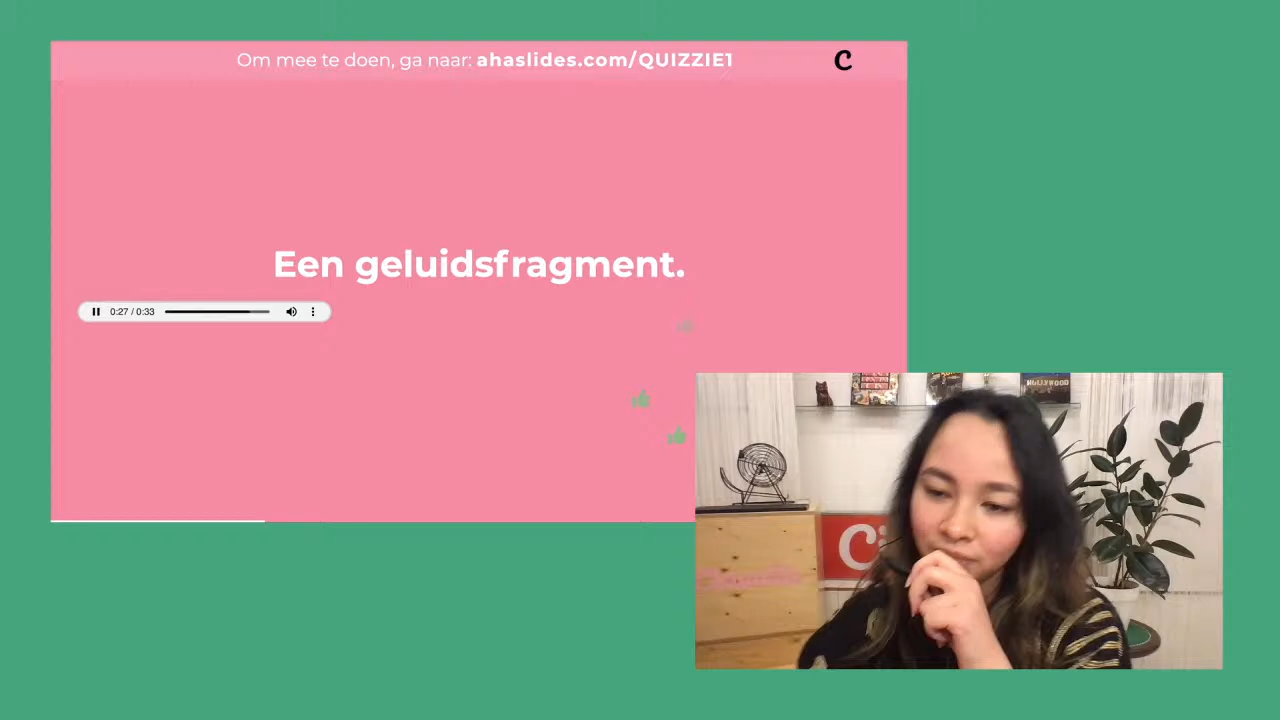 Om mee te doen, ga naar: ahaslides.com/QUIZZIE1
C
Een geluidsfragment.
0:27 / 0:33
HOLLYWOOD
C